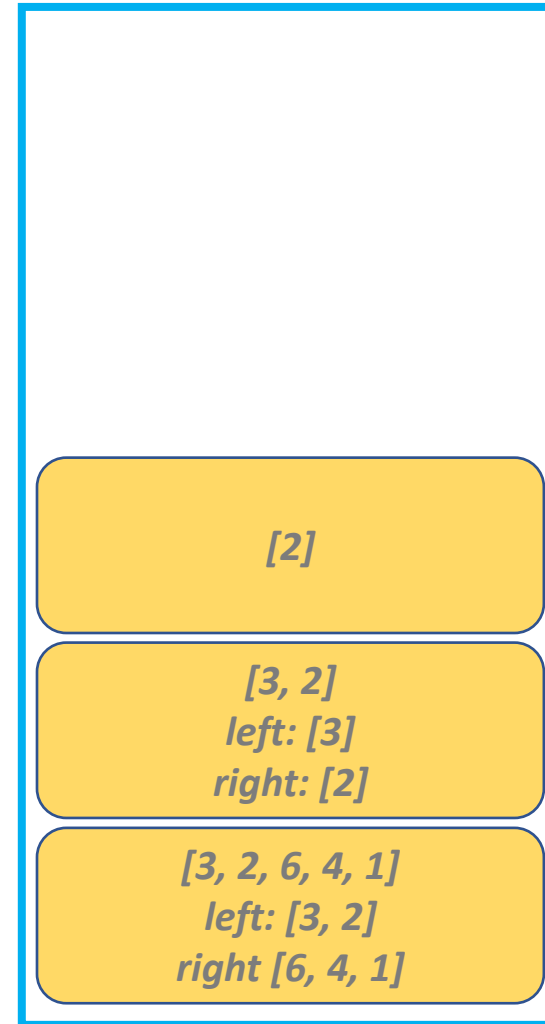 [2]
[3, 2]
left: [3]
right: [2]
[3, 2, 6, 4, 1]
left: [3, 2]
right [6, 4, 1]